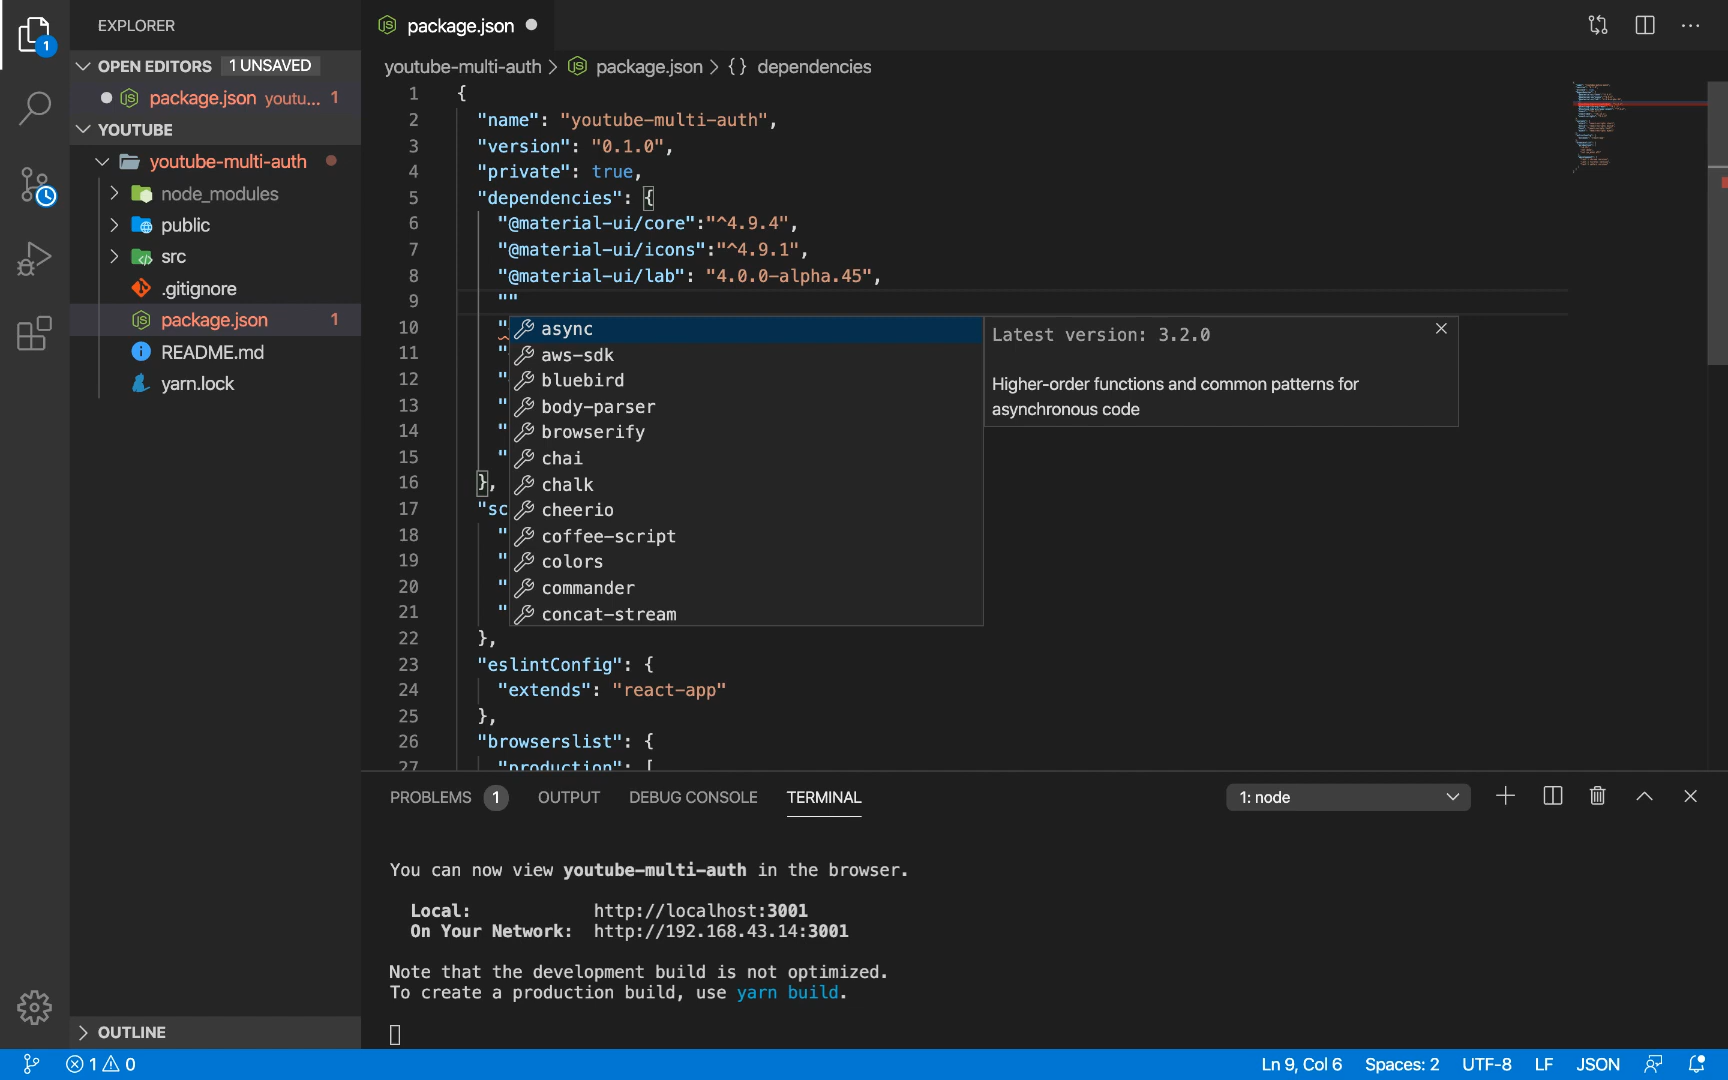 EXPLORER
OPEN EDITORS 1 UNSAVED
package.json youtu... 1
YOUTUBE
youtube-multi-auth
node_modules
public
src
.gitignore
package.json 1
README.md
yarn.lock
OUTLINE
1
package.json
youtube-multi-auth > package.json > {} dependencies
1 {
2 "name": "youtube-multi-auth",
3 "version": "0.1.0",
4 "private": true,
5 "dependencies": {
6 "@material-ui/core":"^4.9.4",
7 "@material-ui/icons":"^4.9.1",
8 "@material-ui/lab": "4.0.0-alpha.45",
9 ""
10 "
11 "
12 "
13 "
14 "
15 "
16 },
17 "sc
18 "
19 "
20 "
21 "
22 },
23 "eslintConfig": {
24 "extends": "react-app"
25 },
26 "browserslist": {
27 "production": [
async
aws-sdk
bluebird
body-parser
browserify
chai
chalk
cheerio
coffee-script
colors
commander
concat-stream
Latest version: 3.2.0
Higher-order functions and common patterns for
asynchronous code
PROBLEMS 1 OUTPUT DEBUG CONSOLE TERMINAL 1: node
You can now view youtube-multi-auth in the browser.
Local: http://localhost:3001
On Your Network: http://192.168.43.14:3001
Note that the development build is not optimized.
To create a production build, use yarn build.
1 0 Ln 9, Col 6 Spaces: 2 UTF-8 LF JSON